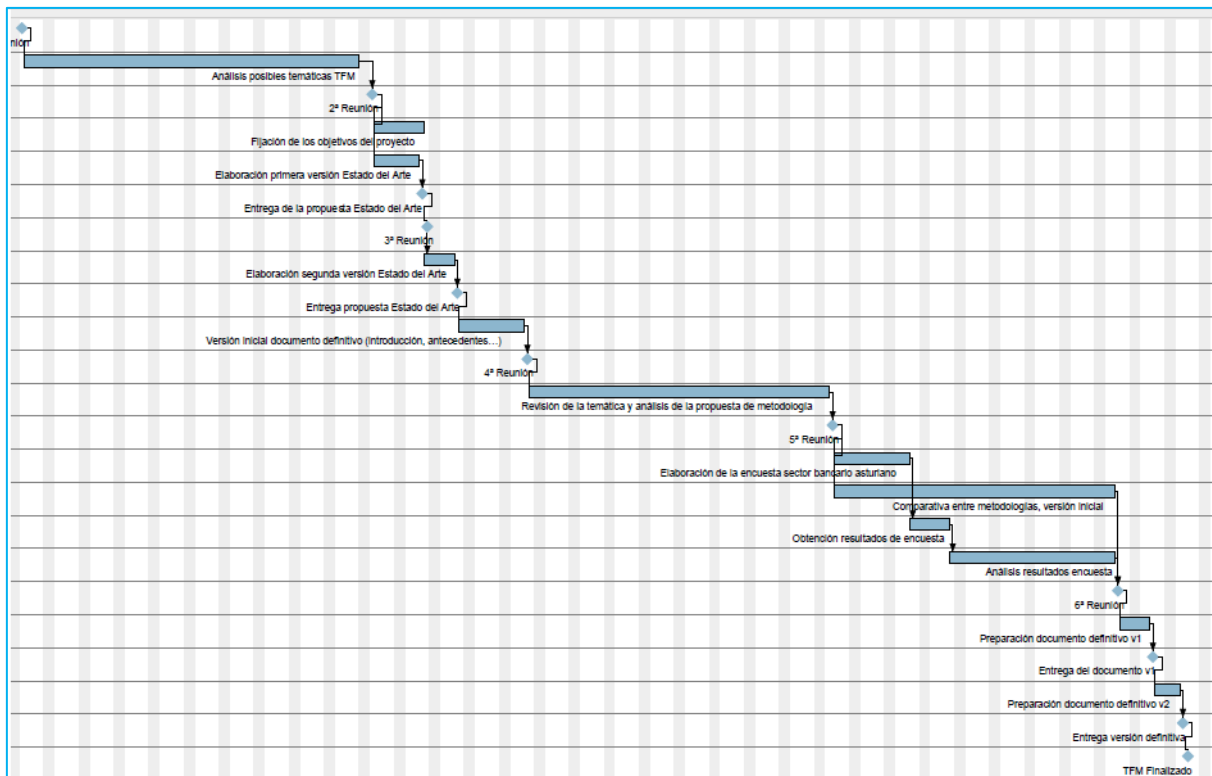 nión
Análisis posibles temáticas TFM
2ª Reunión
Fijación de los objetivos del proyecto
Elaboración primera versión Estado del Arte
Entrega de la propuesta Estado del Arte
3ª Reunión
Elaboración segunda versión Estado del Arte
Entrega propuesta Estado del Arte
Versión inicial documento definitivo (introducción, antecedentes...)
4ª Reunión
Revisión de la temática y análisis de la propuesta de metodología
5ª Reunión
Elaboración de la encuesta sector bancario asturiano
Comparativa entre metodologías, versión inicial
Obtención resultados de encuesta
Análisis resultados encuesta
6ª Reunión
Preparación documento definitivo v1
Entrega del documento v1
Preparación documento definitivo v2
Entrega versión definitiva
TFM Finalizado